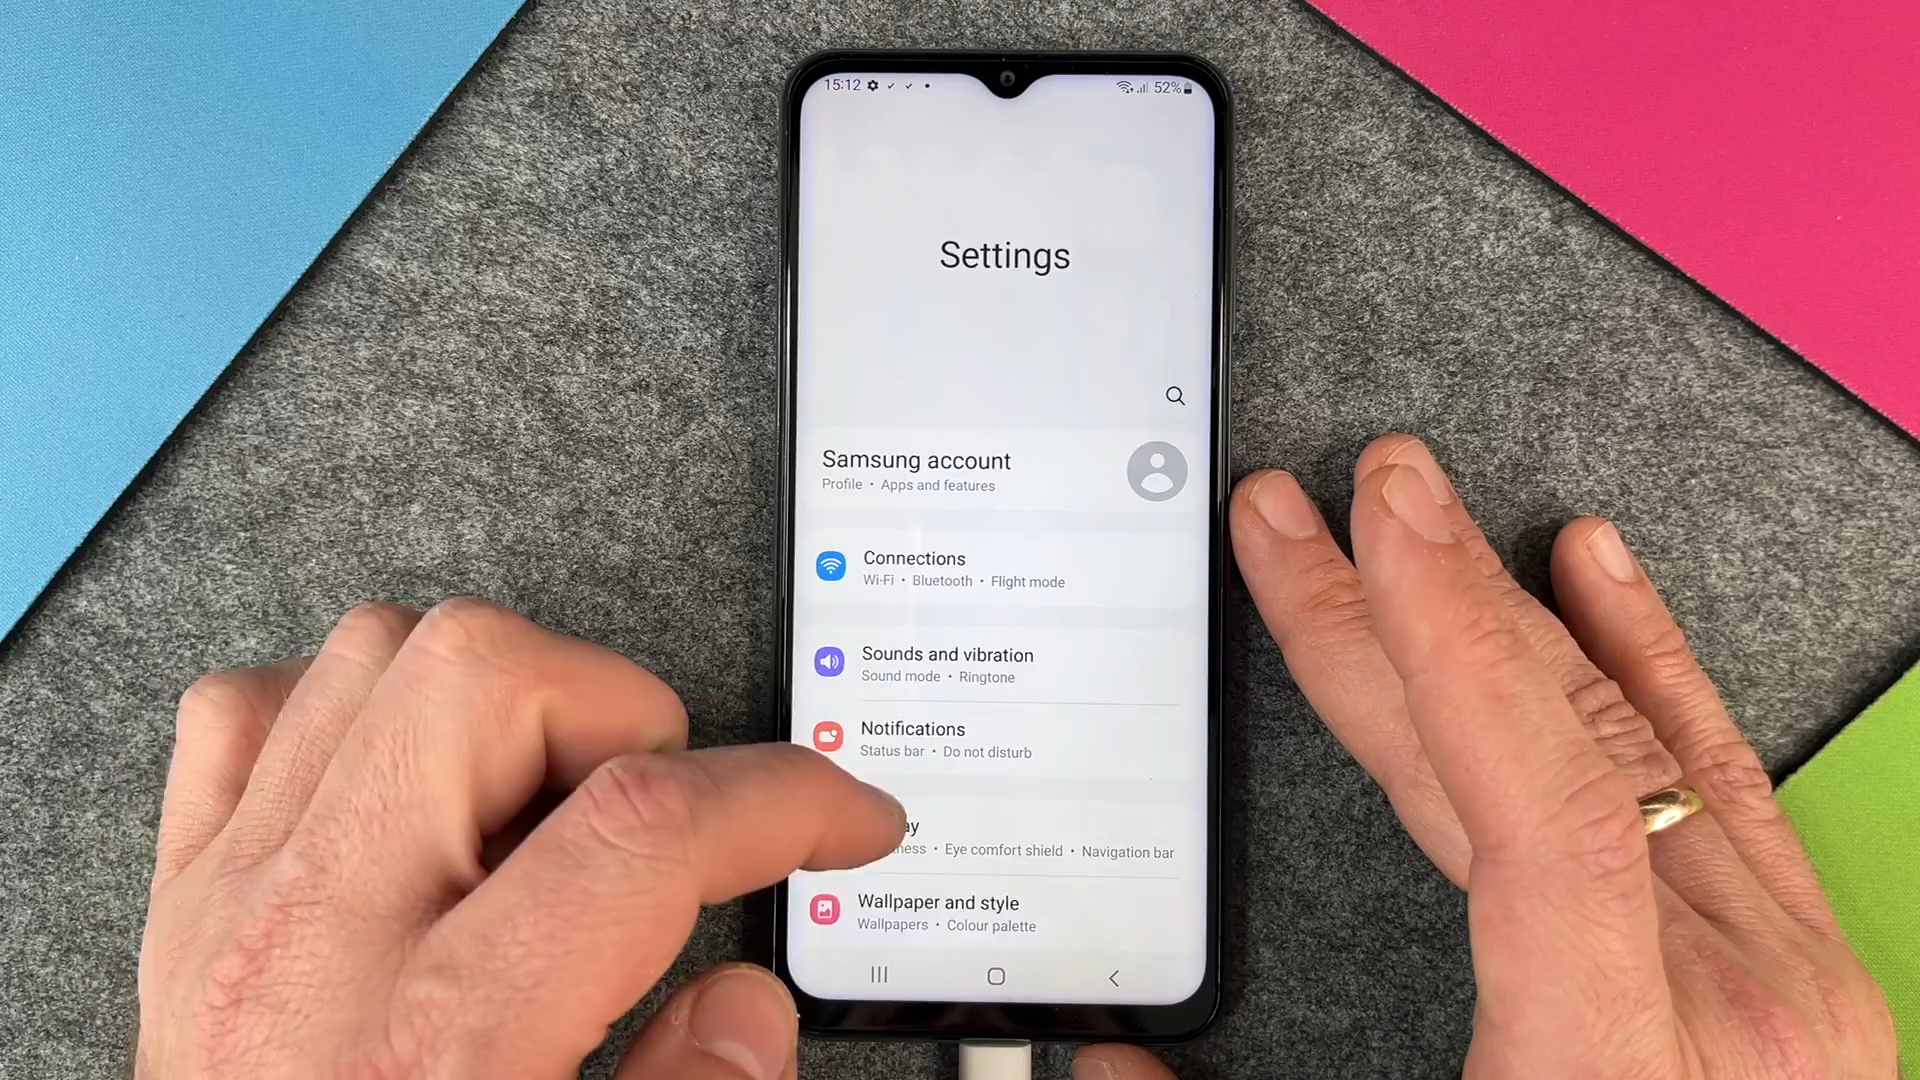 15:12 52%
Settings
Samsung account
Profile • Apps and features
Connections
Wi-Fi • Bluetooth • Flight mode
Sounds and vibration
Sound mode • Ringtone
Notifications
Status bar • Do not disturb
ay
ness • Eye comfort shield • Navigation bar
Wallpaper and style
Wallpapers • Colour palette